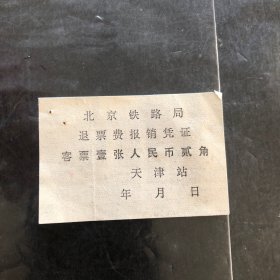 北京铁路局
退票费报销凭证
客票壹张人民币贰角
天津站
年月日